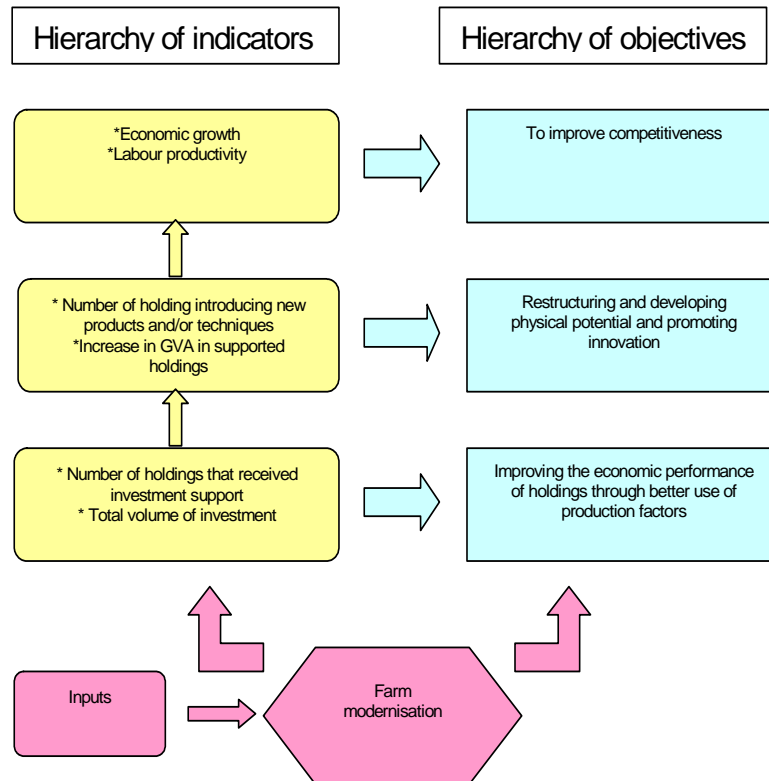 Hierarchy of indicators
Hierarchy of objectives
*Economic growth
*Labour productivity
To improve competitiveness
* Number of holding introducing new
products and/or techniques
*Increase in GVA in supported
holdings
Restructuring and developing
physical potential and promoting
innovation
* Number of holdings that received
investment support
* Total volume of investment
Improving the economic performance
of holdings through better use of
production factors
Inputs
Farm
modernisation